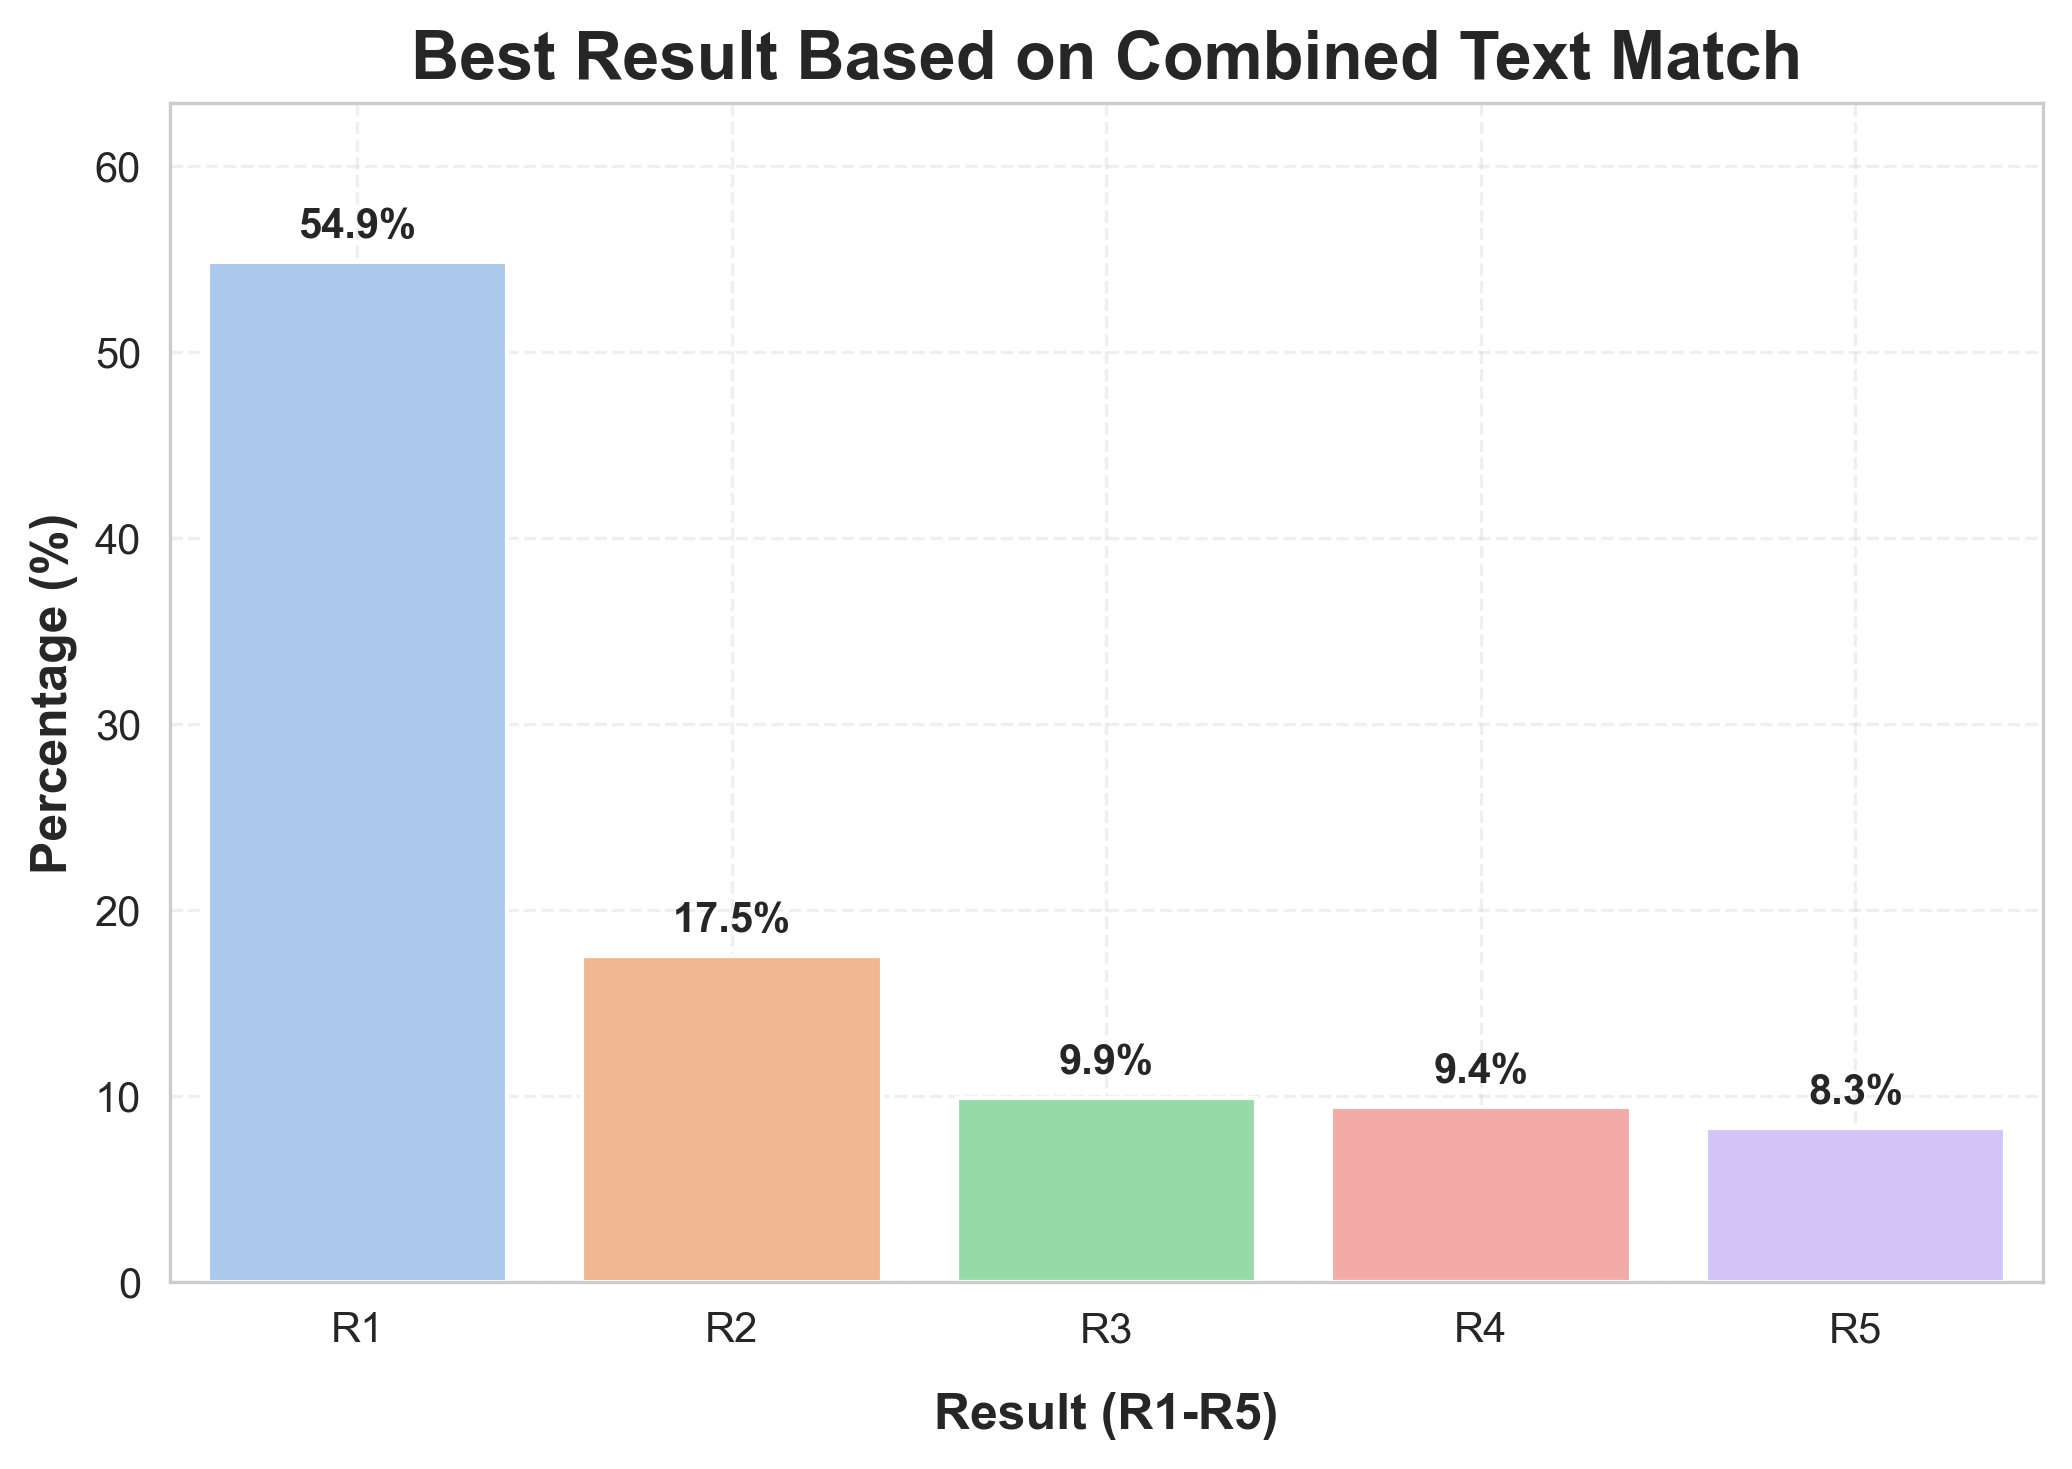 Best Result Based on Combined Text Match
Percentage (%)
60
50
40
30
20
10
0
54.9%
17.5%
9.9%
9.4%
8.3%
R1
R2
R3
R4
R5
Result (R1-R5)